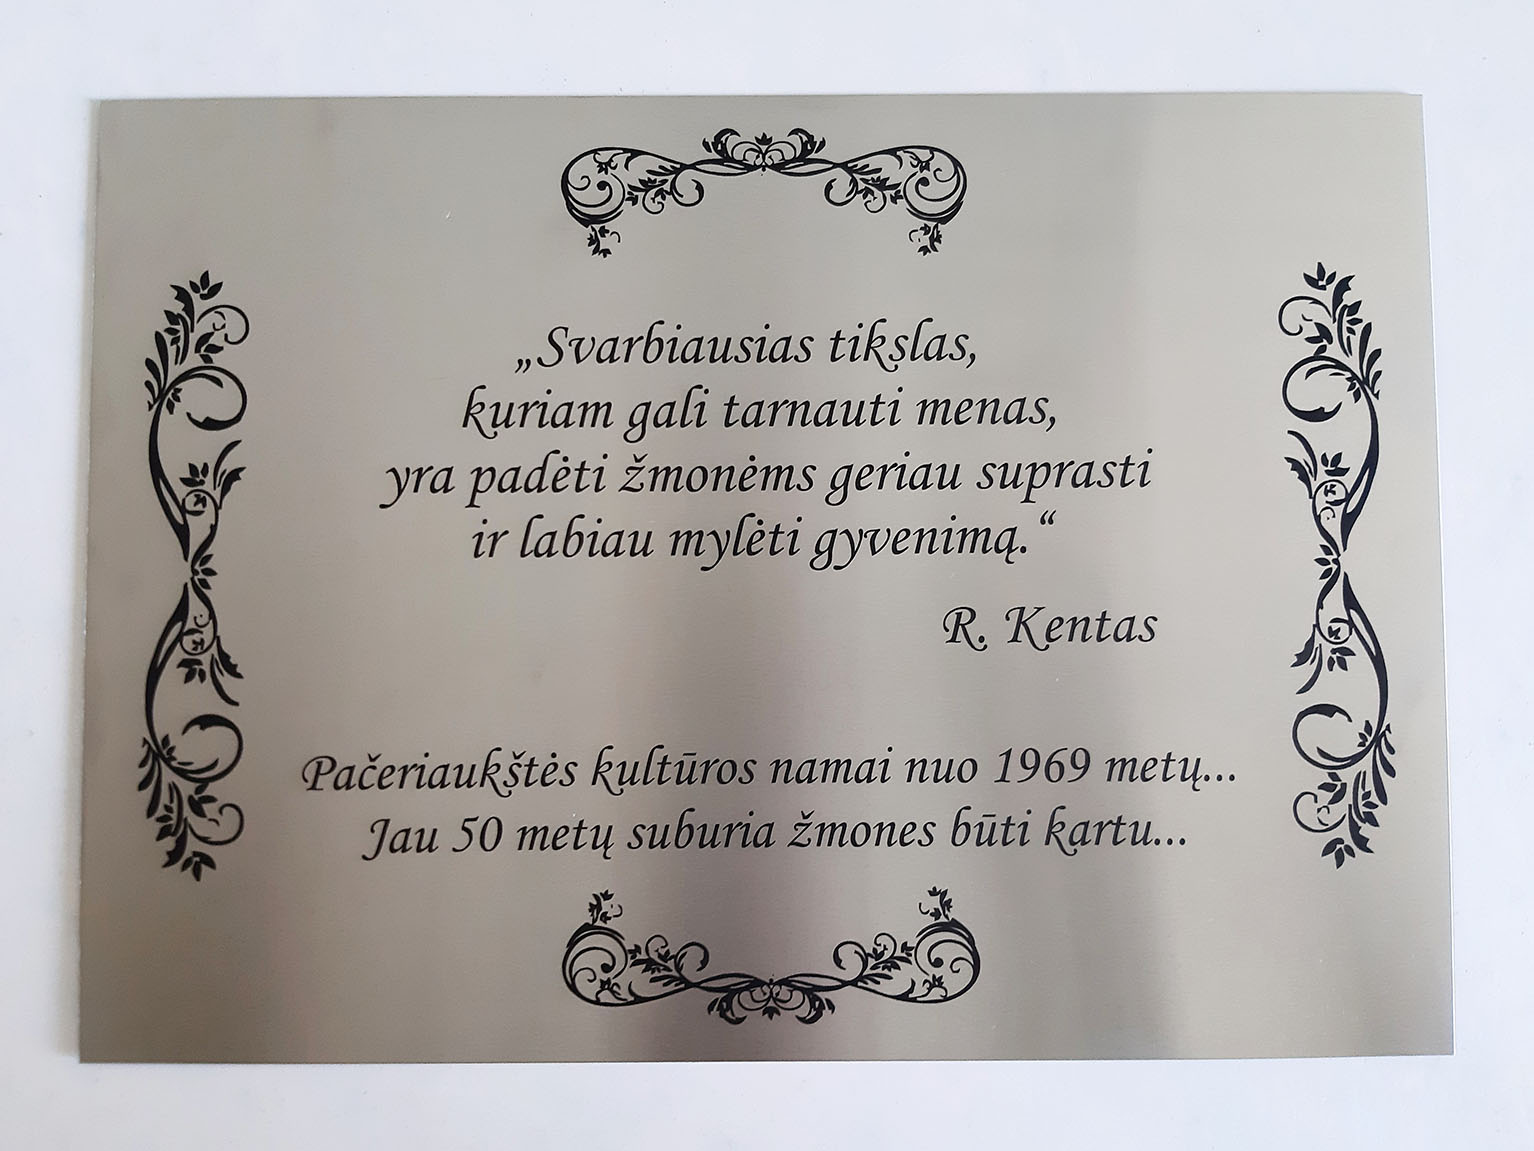 „Svarbiausias tikslas,
kuriam gali tarnauti menas,
yra padėti žmonėms geriau suprasti
ir labiau mylėti gyvenimą.“
R. Kentas
Pačeriaukštės kultūros namai nuo 1969 metų...
Jau 50 metų suburia žmones būti kartu...